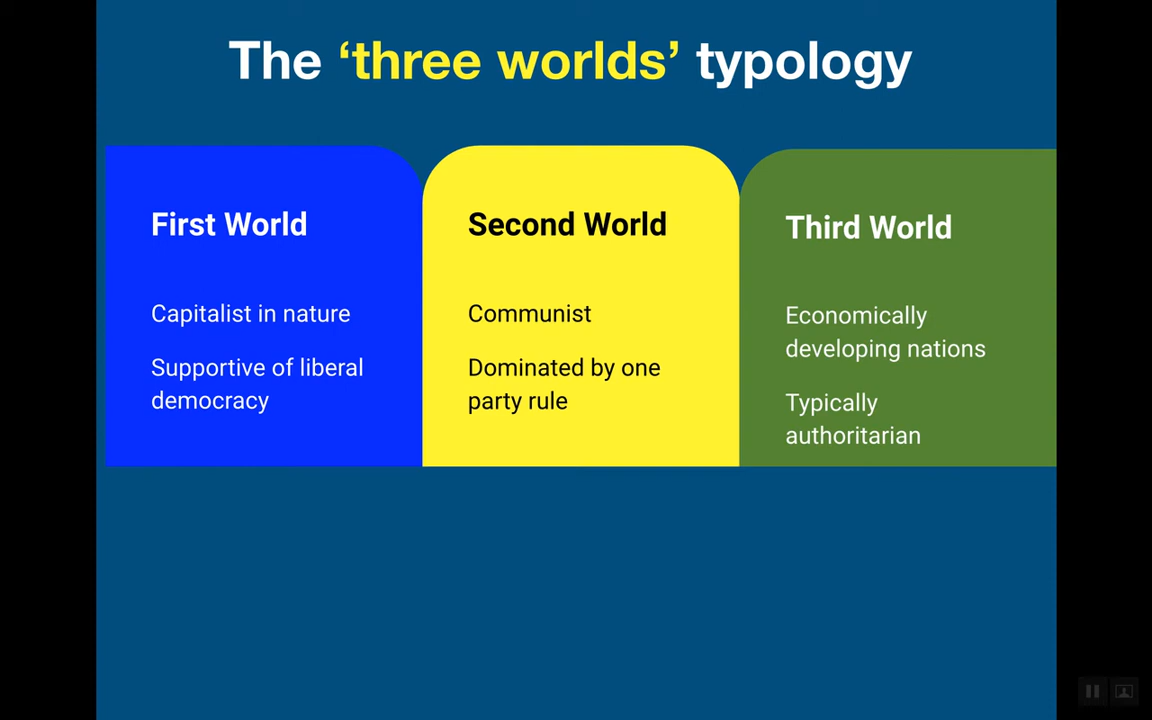 The ‘three worlds’ typology
First World
Capitalist in nature
Supportive of liberal
democracy
Second World
Communist
Dominated by one
party rule
Third World
Economically
developing nations
Typically
authoritarian